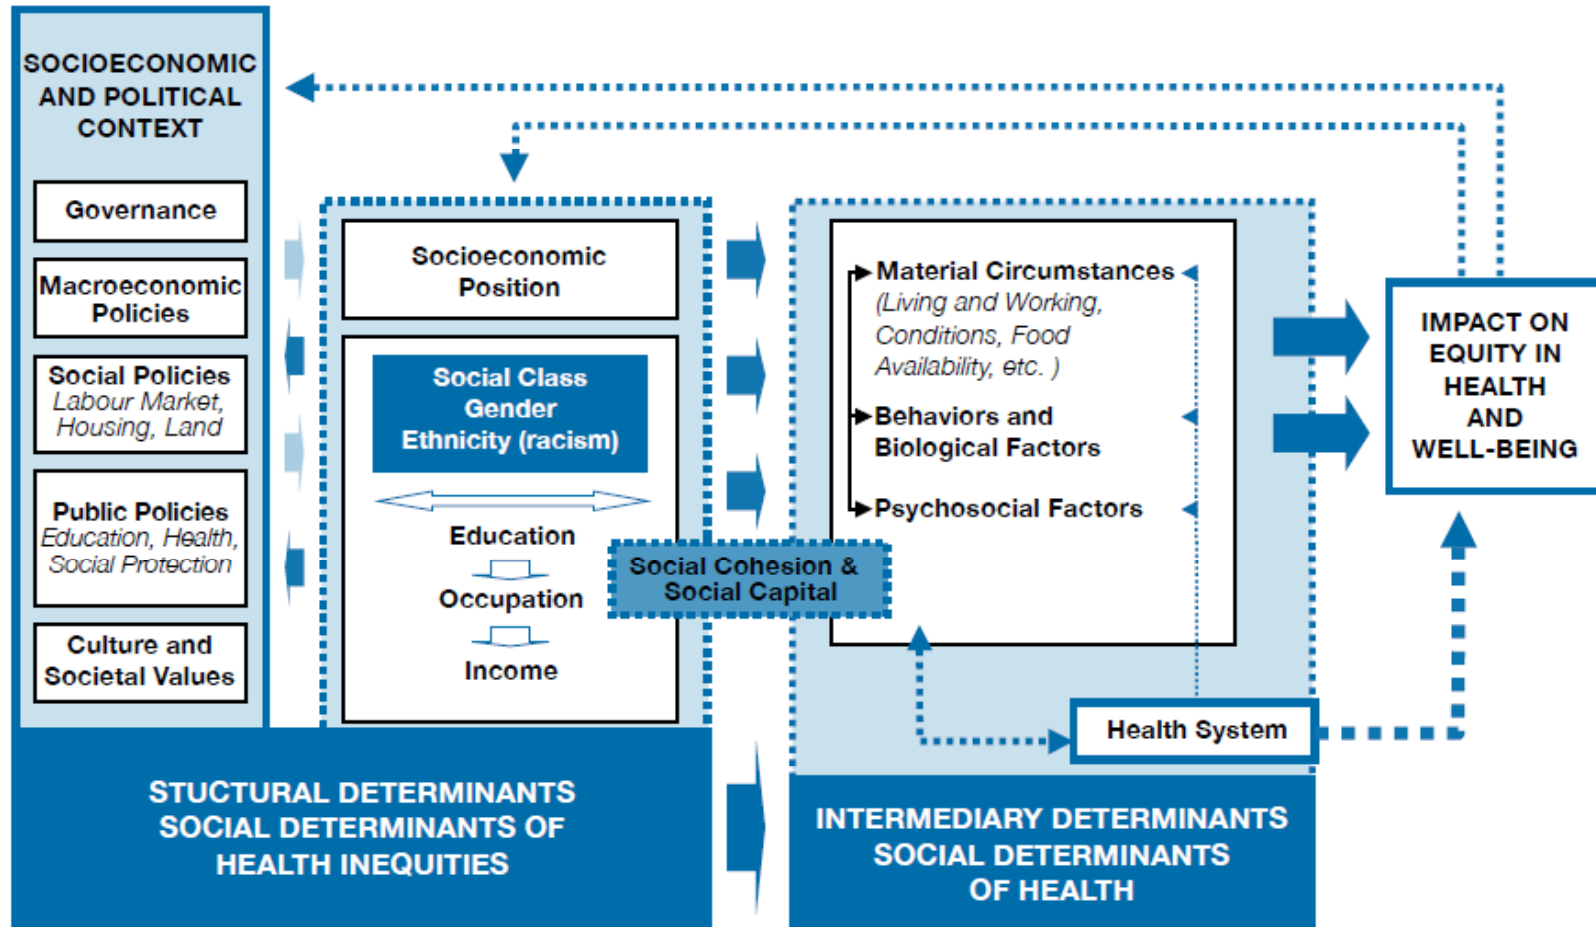 SOCIOECONOMIC
AND POLITICAL
CONTEXT
Governance
Macroeconomic
Policies
Social Policies
Labour Market,
Housing, Land
Public Policies
Education, Health,
Social Protection
Culture and
Societal Values
Socioeconomic
Position
Social Class
Gender
Ethnicity (racism)
Education
Occupation
Income
Social Cohesion &
Social Capital
Material Circumstances
(Living and Working,
Conditions, Food
Availability, etc. )
Behaviors and
Biological Factors
Psychosocial Factors
Health System
IMPACT ON
EQUITY IN
HEALTH
AND
WELL-BEING
STUCTURAL DETERMINANTS
SOCIAL DETERMINANTS OF
HEALTH INEQUITIES
INTERMEDIARY DETERMINANTS
SOCIAL DETERMINANTS
OF HEALTH